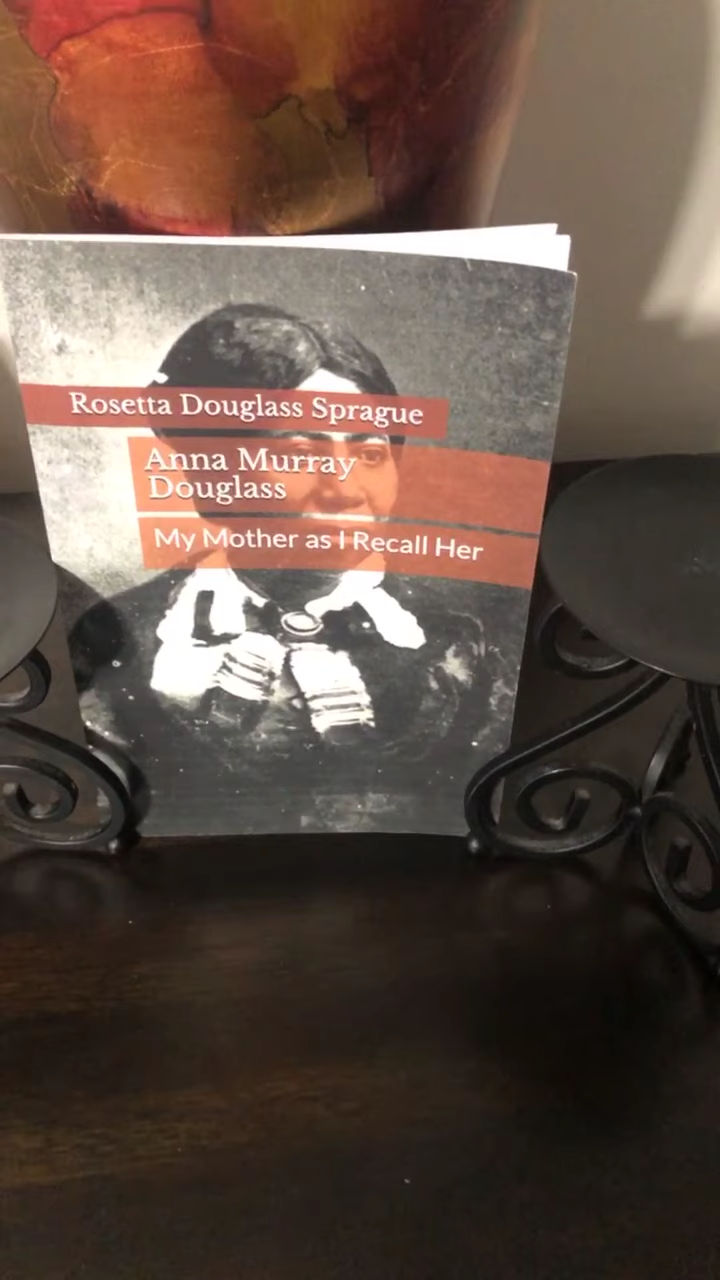 Rosetta Douglass Sprague
Anna Murray
Douglass
My Mother as I Recall Her